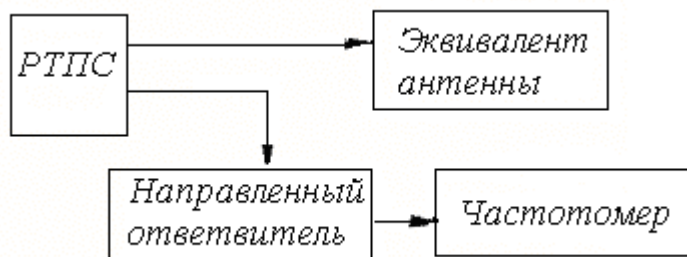 РТПС
Эквивалент
антенны
Направленный
ответвитель
Частотомер